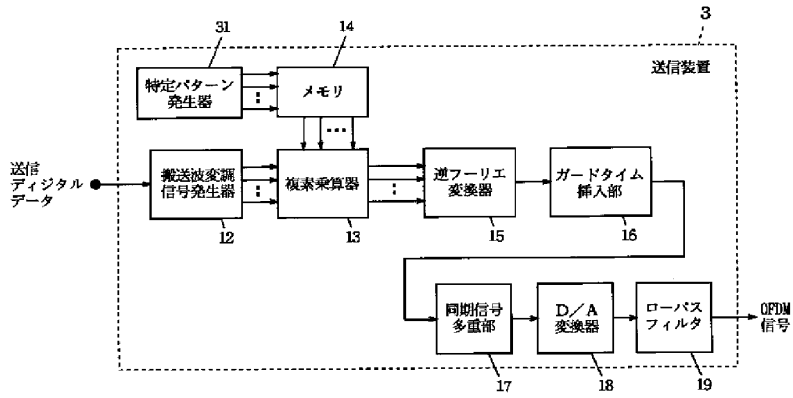 3
送信装置
31
特定パターン
発生器
14
メモリ
送信
ディジタル
データ
搬送波変調
信号発生器
12
複素乗算器
13
逆フーリエ
変換器
15
ガードタイム
挿入部
16
同期信号
多重部
17
D/A
変換器
18
ローパス
フィルタ
19
OFDM
信号